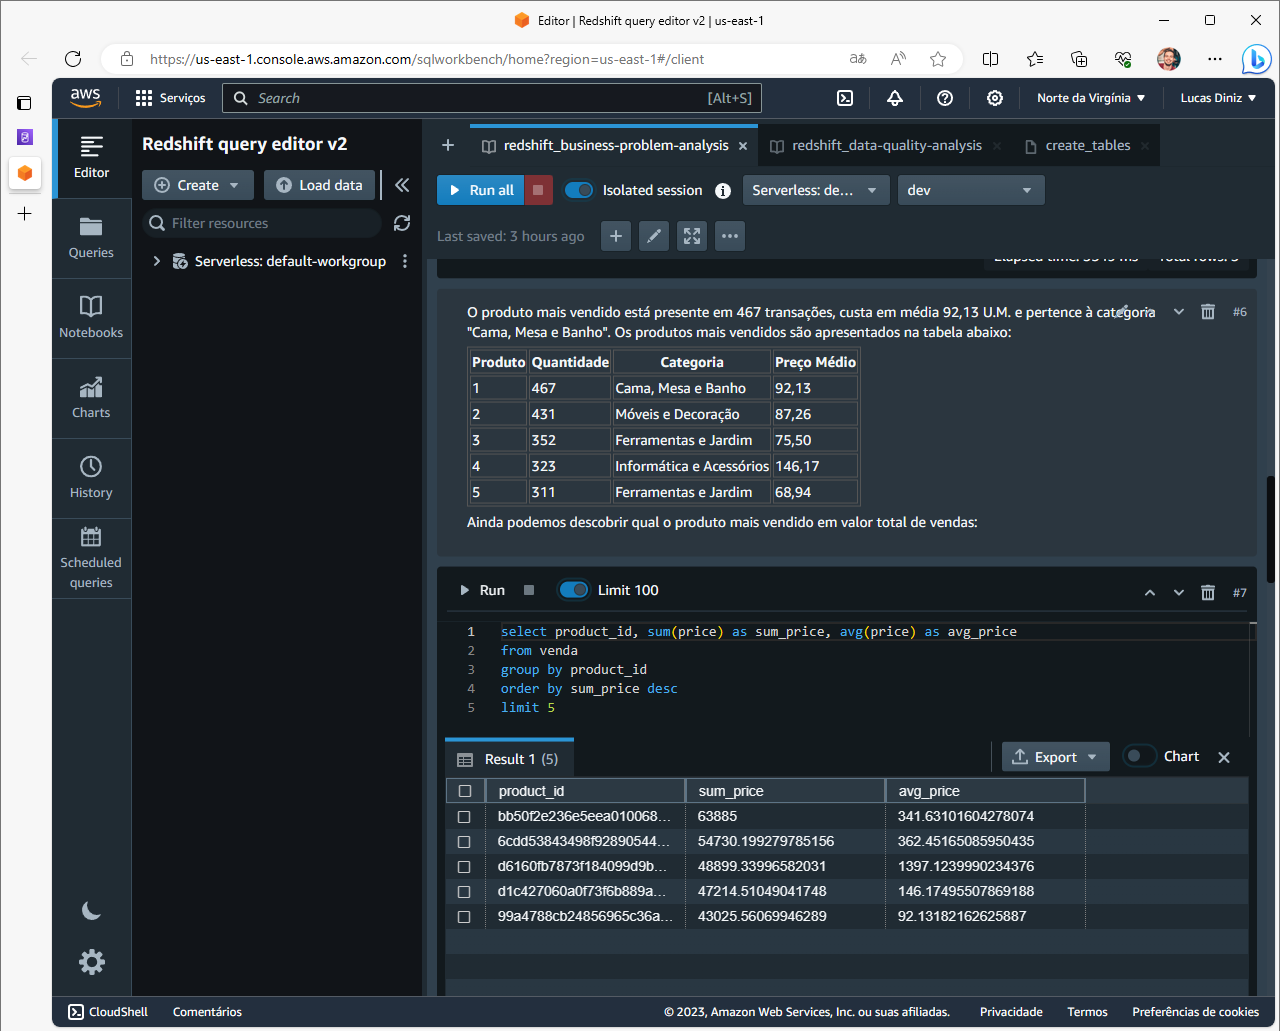 Editor | Redshift query editor v2 | us-east-1
https://us-east-1.console.aws.amazon.com/sqlworkbench/home?region=us-east-1#/client
aws
Serviços
Search
[Alt+S]
Norte da Virgínia
Lucas Diniz
Editor
Queries
Notebooks
Charts
History
Scheduled
queries
Redshift query editor v2
Create
Load data
Filter resources
Serverless: default-workgroup
redshift_business-problem-analysis
redshift_data-quality-analysis
create_tables
Run all
Isolated session
Serverless: de...
dev
Last saved: 3 hours ago
O produto mais vendido está presente em 467 transações, custa em média 92,13 U.M. e pertence à categoria
#6
"Cama, Mesa e Banho". Os produtos mais vendidos são apresentados na tabela abaixo:
Produto Quantidade Categoria Preço Médio
1 467 Cama, Mesa e Banho 92,13
2 431 Móveis e Decoração 87,26
3 352 Ferramentas e Jardim 75,50
4 323 Informática e Acessórios 146,17
5 311 Ferramentas e Jardim 68,94
Ainda podemos descobrir qual o produto mais vendido em valor total de vendas:
Run
Limit 100
#7
1 select product_id, sum(price) as sum_price, avg(price) as avg_price
2 from venda
3 group by product_id
4 order by sum_price desc
5 limit 5
Result 1 (5)
Export
Chart
product_id sum_price avg_price
bb50f2e236e5eea010068... 63885 341.63101604278074
6cdd53843498f92890544... 54730.199279785156 362.45165085950435
d6160fb7873f184099d9b... 48899.33996582031 1397.1239990234376
d1c427060a0f73f6b889a... 47214.51049041748 146.17495507869188
99a4788cb24856965c36a... 43025.56069946289 92.13182162625887
CloudShell
Comentários
© 2023, Amazon Web Services, Inc. ou suas afiliadas.
Privacidade
Termos
Preferências de cookies